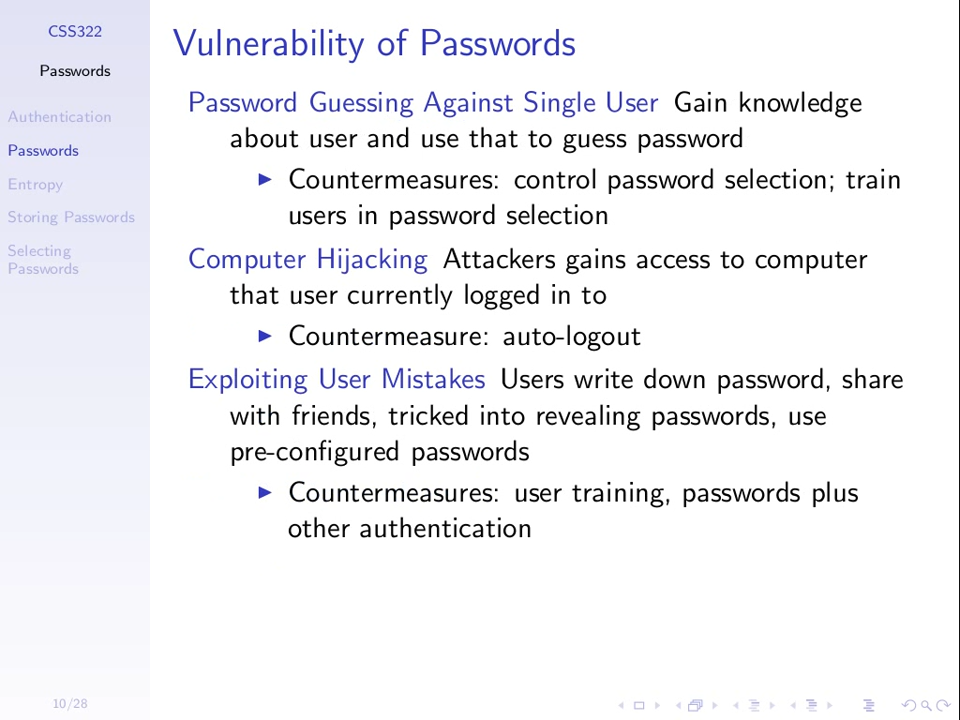 CSS322
Passwords
Authentication
Passwords
Entropy
Storing Passwords
Selecting
Passwords
Vulnerability of Passwords
Password Guessing Against Single User Gain knowledge
about user and use that to guess password
Countermeasures: control password selection; train
users in password selection
Computer Hijacking Attackers gains access to computer
that user currently logged in to
Countermeasure: auto-logout
Exploiting User Mistakes Users write down password, share
with friends, tricked into revealing passwords, use
pre-configured passwords
Countermeasures: user training, passwords plus
other authentication
10/28